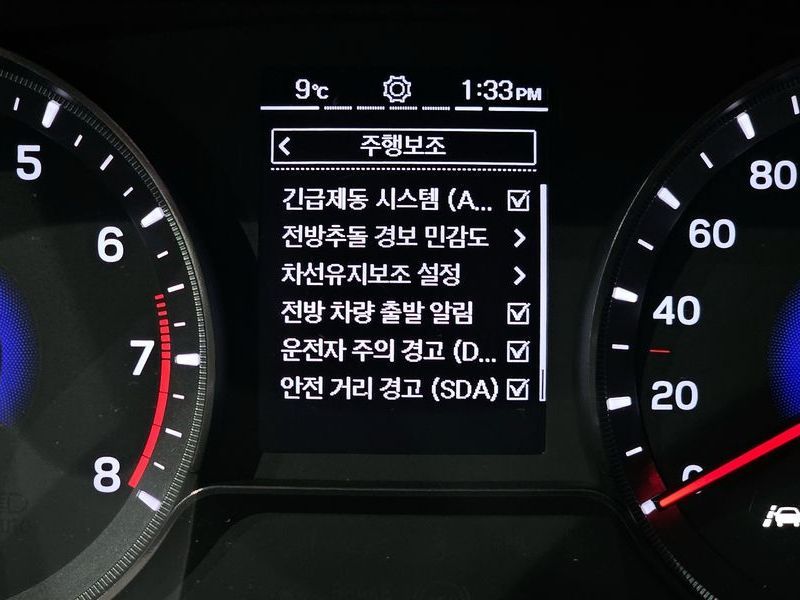 9℃ 1:33PM
주행보조
긴급제동 시스템 (A...
전방추돌 경보 민감도
차선유지보조 설정
전방 차량 출발 알림
운전자 주의 경고 (D...
안전 거리 경고 (SDA)
5
6
7
8
80
60
40
20
0